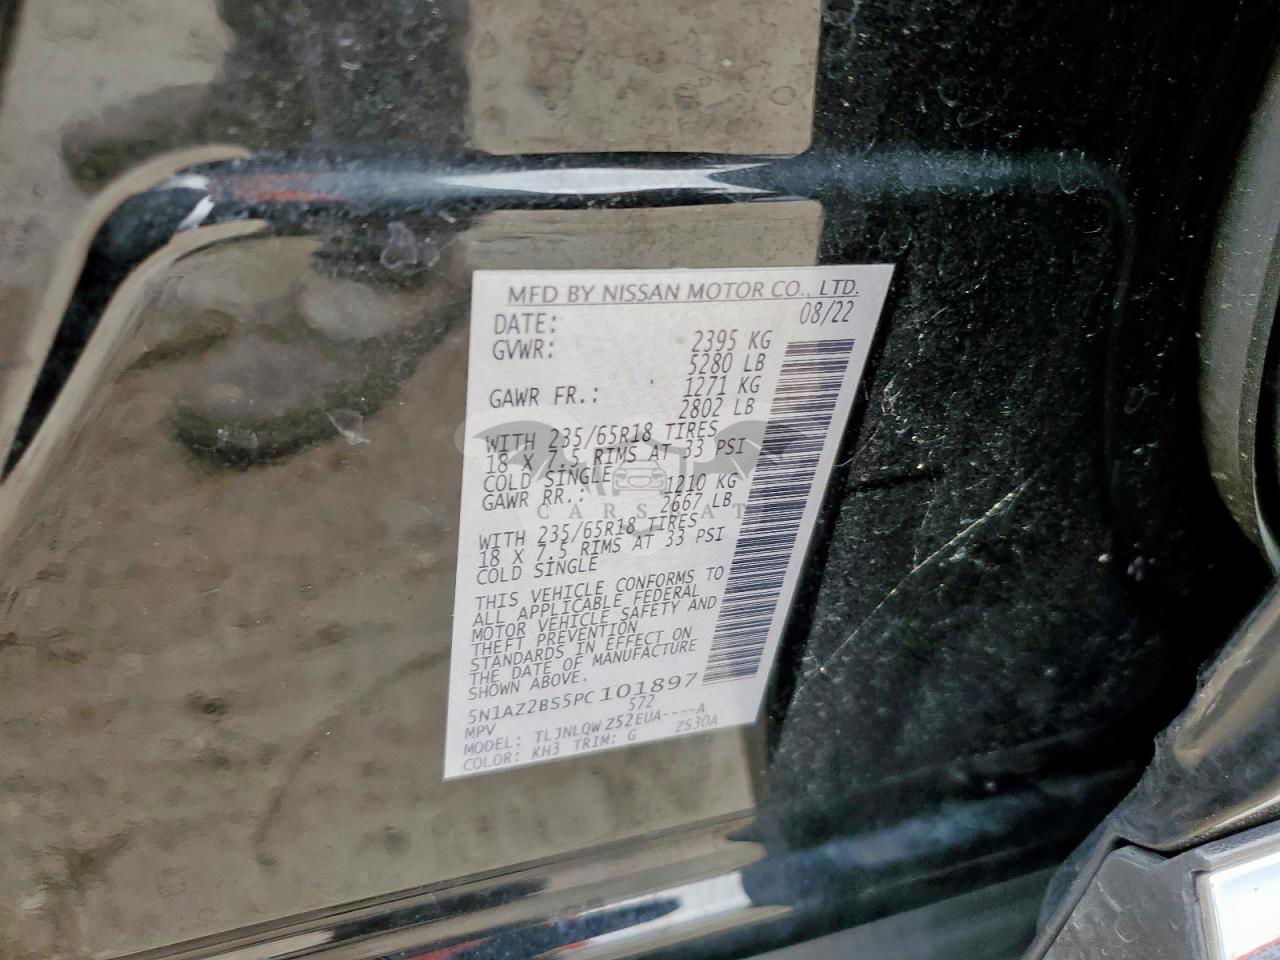 MFD BY NISSAN MOTOR CO., LTD.
DATE: 08/22
GVWR: 2395 KG
5280 LB
GAWR FR.: 1271 KG
2802 LB
WITH 235/65R18 TIRES
18 X 7.5 RIMS AT 33 PSI
COLD SINGLE
GAWR RR.: 1210 KG
2667 LB
WITH 235/65R18 TIRES
18 X 7.5 RIMS AT 33 PSI
COLD SINGLE
THIS VEHICLE CONFORMS TO
ALL APPLICABLE FEDERAL
MOTOR VEHICLE SAFETY AND
THEFT PREVENTION
STANDARDS IN EFFECT ON
THE DATE OF MANUFACTURE
SHOWN ABOVE.
5N1AZ2BS5PC101897
MPV 572
MODEL: TLJNLQWZ52EUA----A
COLOR: KH3 TRIM: G ZS30A